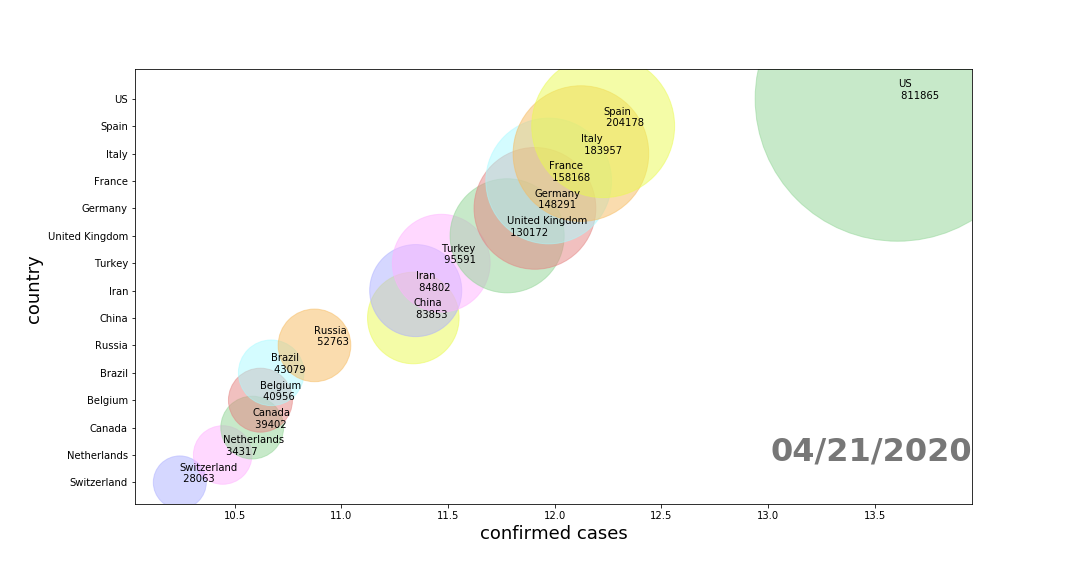 US
Spain
Italy
France
Germany
United Kingdom
Turkey
Iran
China
Russia
Brazil
Belgium
Canada
Netherlands
Switzerland
country
US
811865
Spain
204178
Italy
183957
France
158168
Germany
148291
United Kingdom
130172
Turkey
95591
Iran
84802
China
83853
Russia
52763
Brazil
43079
Belgium
40956
Canada
39402
Netherlands
34317
Switzerland
28063
04/21/2020
10.5 11.0 11.5 12.0 12.5 13.0 13.5
confirmed cases